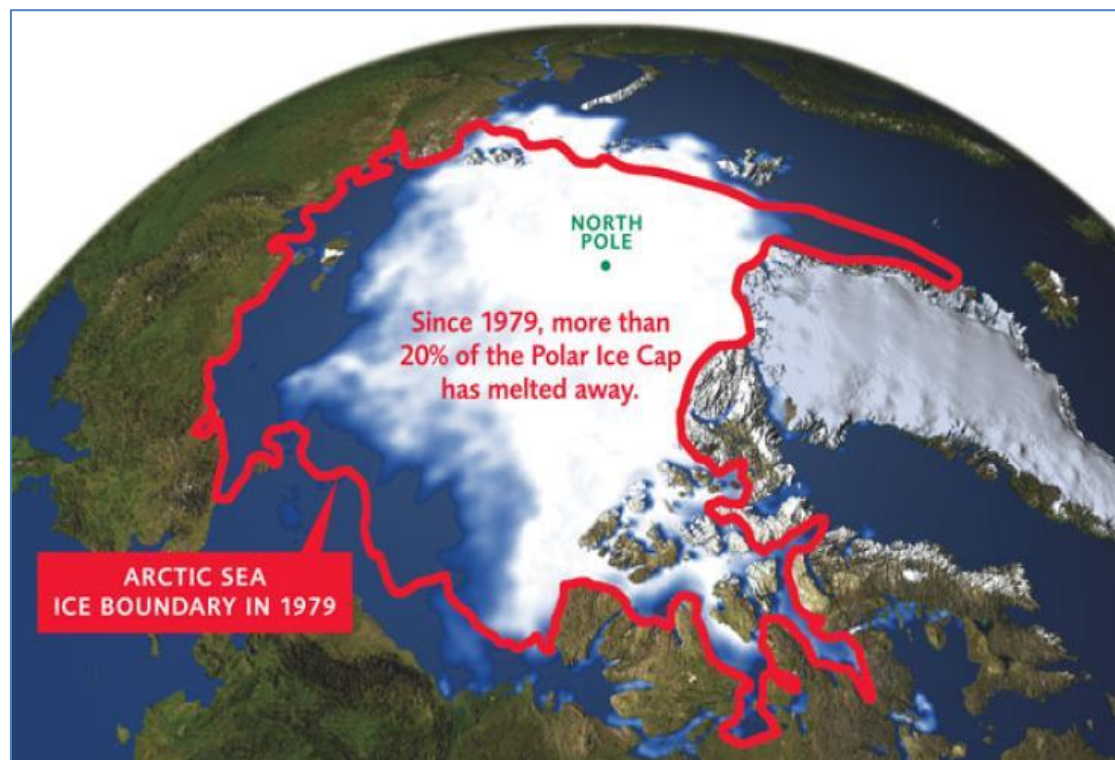 NORTH
POLE
Since 1979, more than
20% of the Polar Ice Cap
has melted away.
ARCTIC SEA
ICE BOUNDARY IN 1979